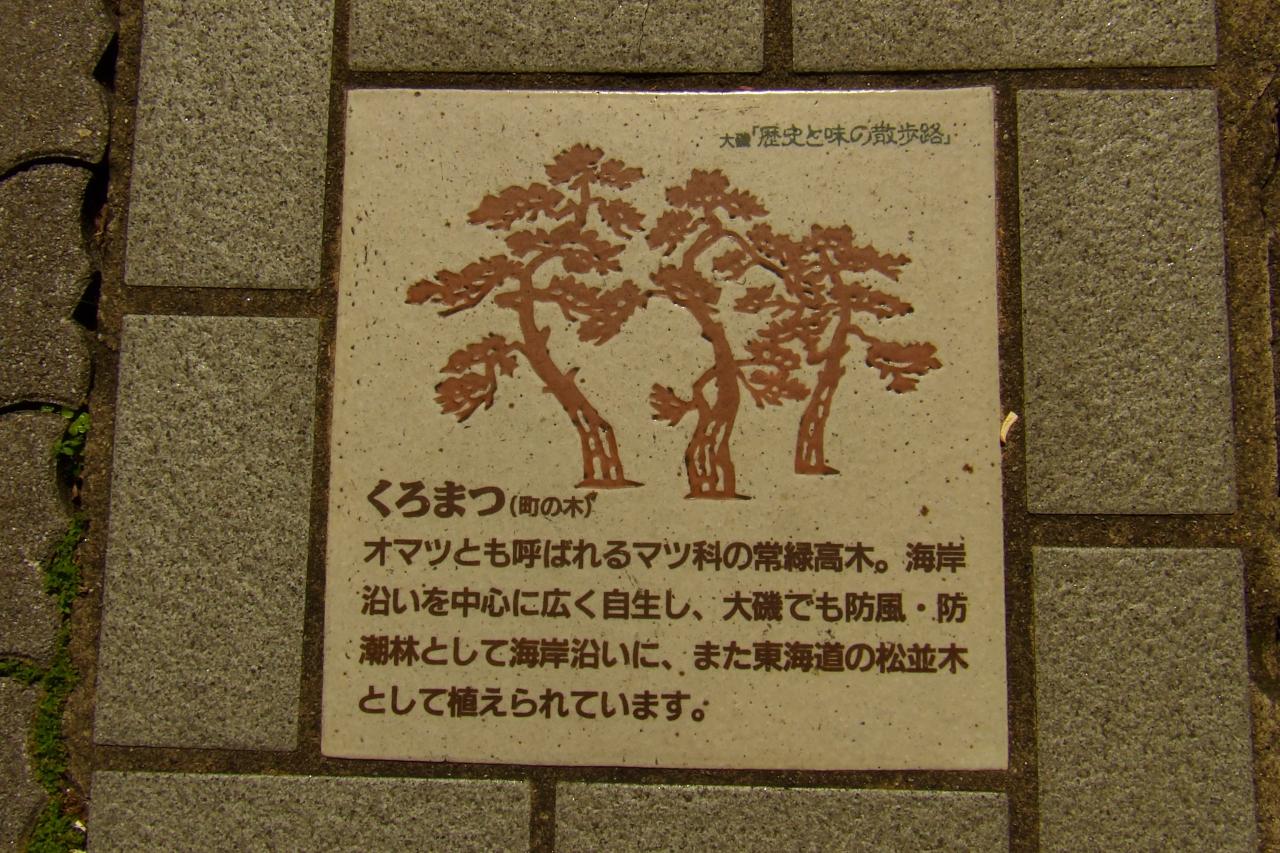 大磯「歴史と味の散歩路」
くろまつ(町の木)
オマツとも呼ばれるマツ科の常緑高木。海岸
沿いを中心に広く自生し、大磯でも防風・防
潮林として海岸沿いに、また東海道の松並木
として植えられています。